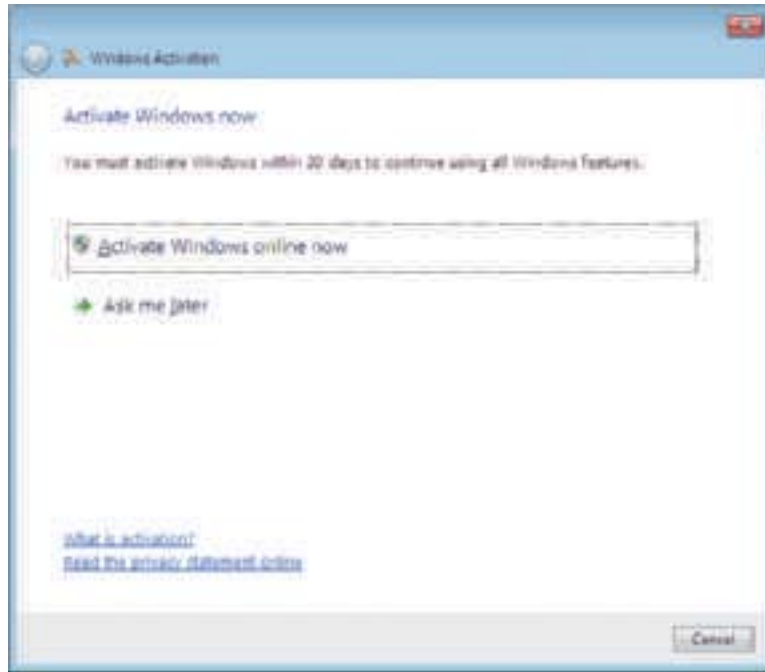 Windows Activation
Activate Windows now
You must activate Windows within 20 days to continue using all Windows features.
Activate Windows online now
Ask me later
What is activation?
Read the privacy statement online
Cancel